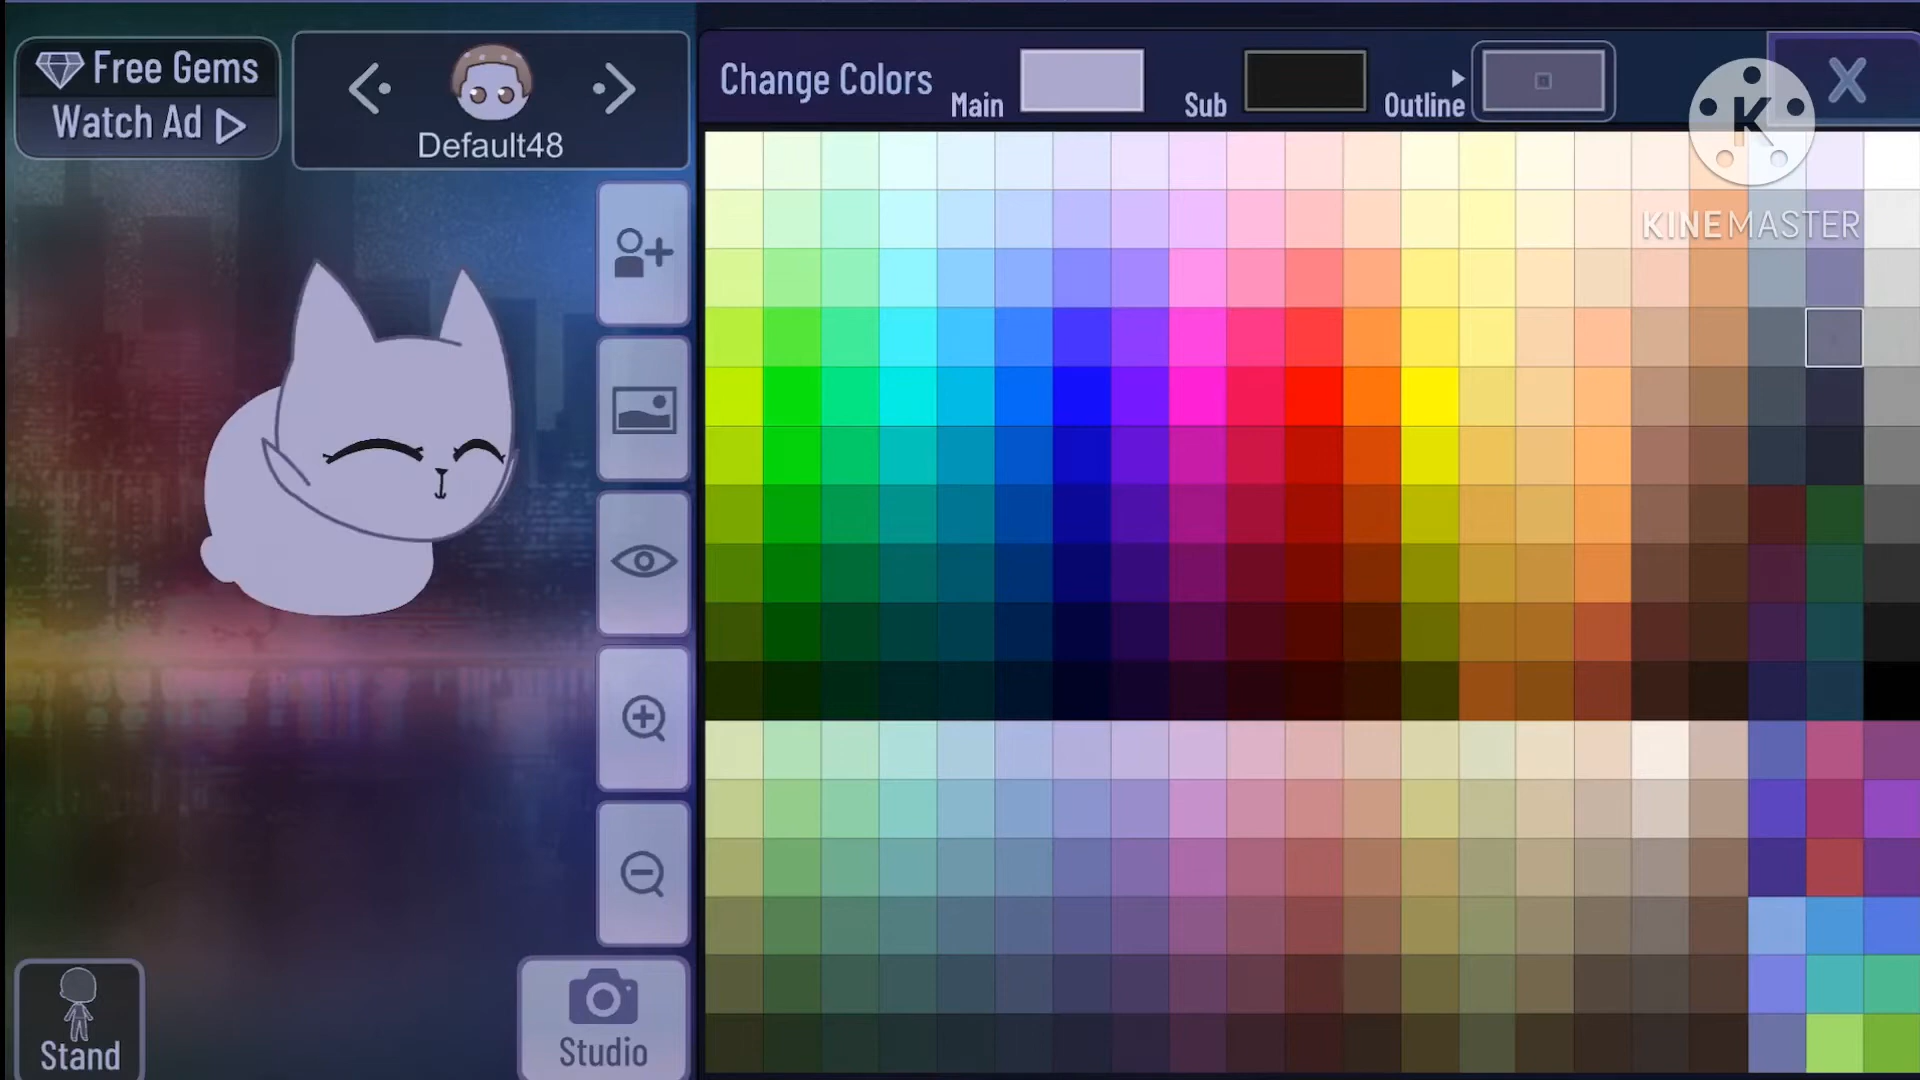 Free Gems
Watch Ad
Default48
Change Colors
Main
Sub
Outline
X
K
KINEMASTER
Stand
Studio